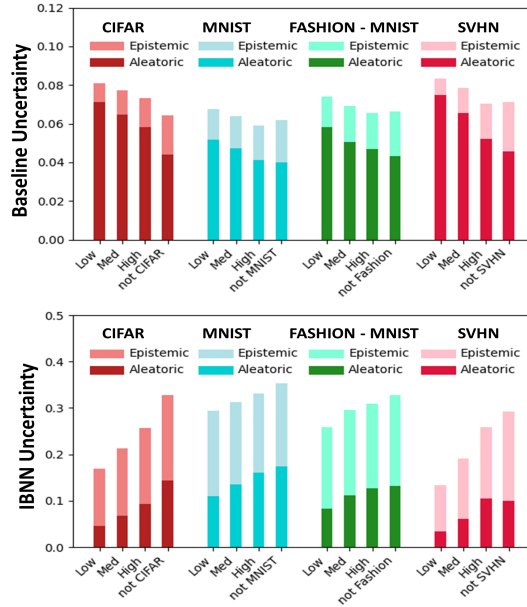 0.12
0.10
0.08
0.06
0.04
0.02
0.00
Baseline Uncertainty
CIFAR MNIST FASHION - MNIST SVHN
Epistemic Epistemic Epistemic Epistemic
Aleatoric Aleatoric Aleatoric Aleatoric
Low Med High not CIFAR Low Med High not MNIST Low Med High not Fashion Low Med High not SVHN
0.5
0.4
0.3
0.2
0.1
0.0
IBNN Uncertainty
CIFAR MNIST FASHION - MNIST SVHN
Epistemic Epistemic Epistemic Epistemic
Aleatoric Aleatoric Aleatoric Aleatoric
Low Med High not CIFAR Low Med High not MNIST Low Med High not Fashion Low Med High not SVHN